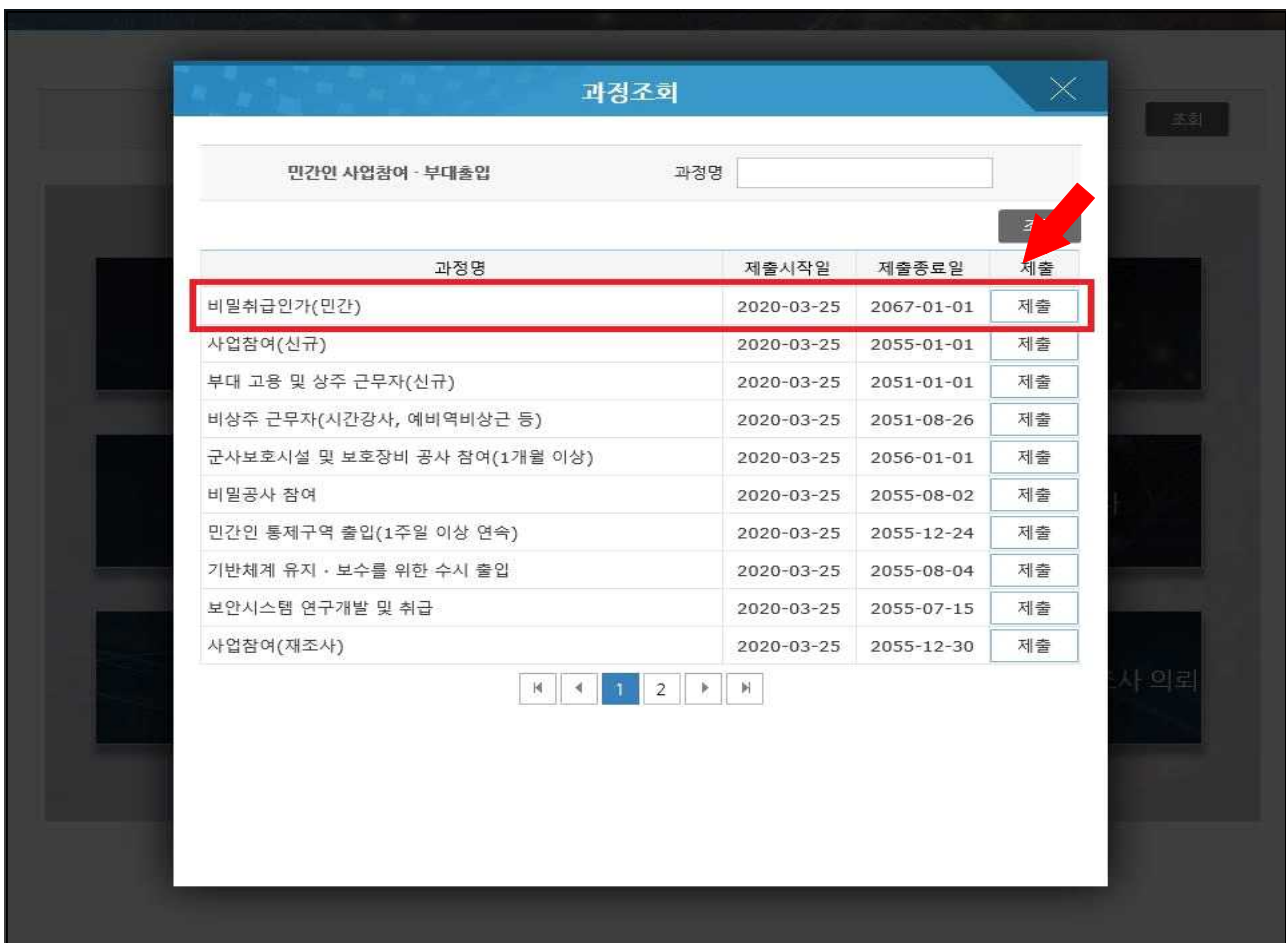 과정조회
조회
민간인 사업참여 · 부대출입 과정명
과정명 제출시작일 제출종료일 제출
비밀취급인가(민간) 2020-03-25 2067-01-01 제출
사업참여(신규) 2020-03-25 2055-01-01 제출
부대 고용 및 상주 근무자(신규) 2020-03-25 2051-01-01 제출
비상주 근무자(시간강사, 예비역비상근 등) 2020-03-25 2051-08-26 제출
군사보호시설 및 보호장비 공사 참여(1개월 이상) 2020-03-25 2056-01-01 제출
비밀공사 참여 2020-03-25 2055-08-02 제출
민간인 통제구역 출입(1주일 이상 연속) 2020-03-25 2055-12-24 제출
기반체계 유지 · 보수를 위한 수시 출입 2020-03-25 2055-08-04 제출
보안시스템 연구개발 및 취급 2020-03-25 2055-07-15 제출
사업참여(재조사) 2020-03-25 2055-12-30 제출
1 2
의뢰